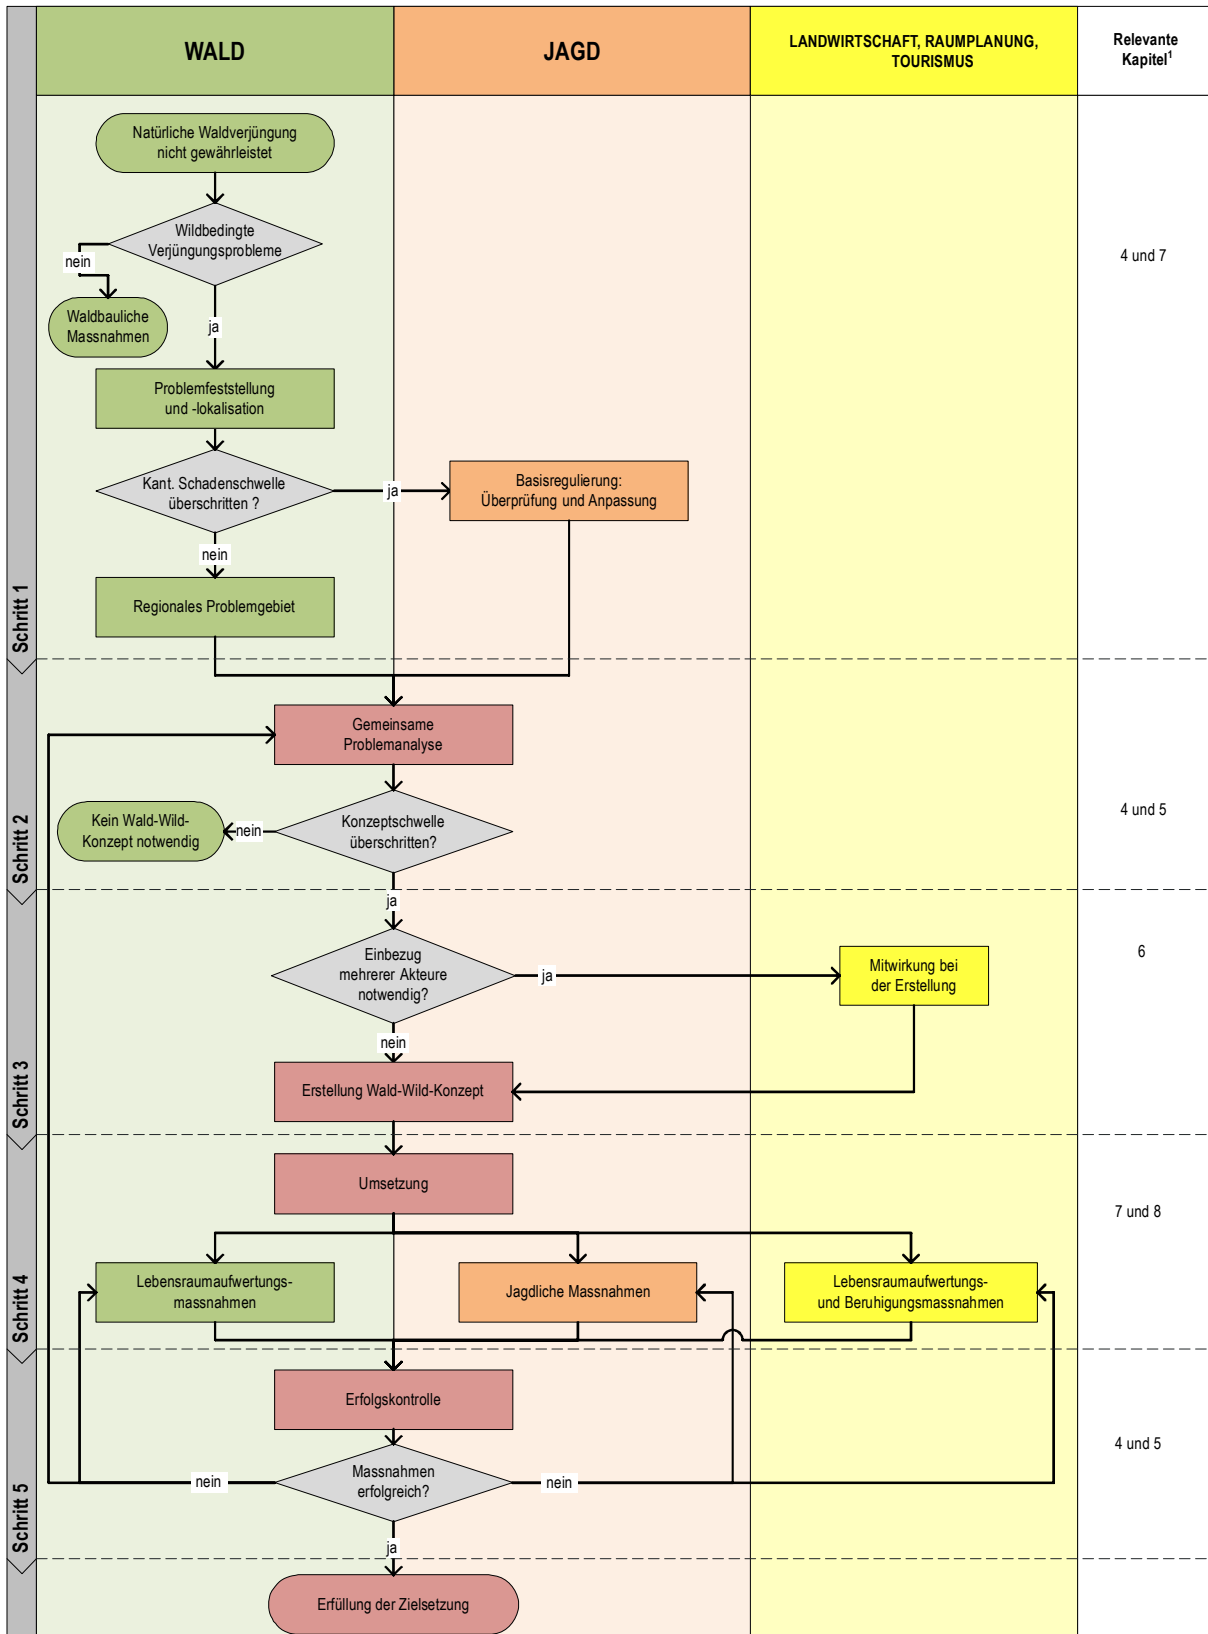 WALD
JAGD
LANDWIRTSCHAFT, RAUMPLANUNG,
TOURISMUS
Relevante
Kapitel¹
Natürliche Waldverjüngung
nicht gewährleistet
Wildbedingte
Verjüngungsprobleme
nein
Waldbauliche
Massnahmen
ja
4 und 7
Problemfeststellung
und -lokalisation
Kant. Schadenschwelle
überschritten ?
ja
Basisregulierung:
Überprüfung und Anpassung
nein
Regionales Problemgebiet
Schritt 1
Gemeinsame
Problemanalyse
Konzeptschwelle
überschritten?
nein
Kein Wald-Wild-
Konzept notwendig
4 und 5
Schritt 2
ja
Einbezug
mehrerer Akteure
notwendig?
ja
Mitwirkung bei
der Erstellung
6
nein
Erstellung Wald-Wild-Konzept
Schritt 3
Umsetzung
7 und 8
Lebensraumaufwertungs-
massnahmen
Jagdliche Massnahmen
Lebensraumaufwertungs-
und Beruhigungsmassnahmen
Schritt 4
Erfolgskontrolle
4 und 5
Massnahmen
erfolgreich?
nein
nein
Schritt 5
ja
Erfüllung der Zielsetzung